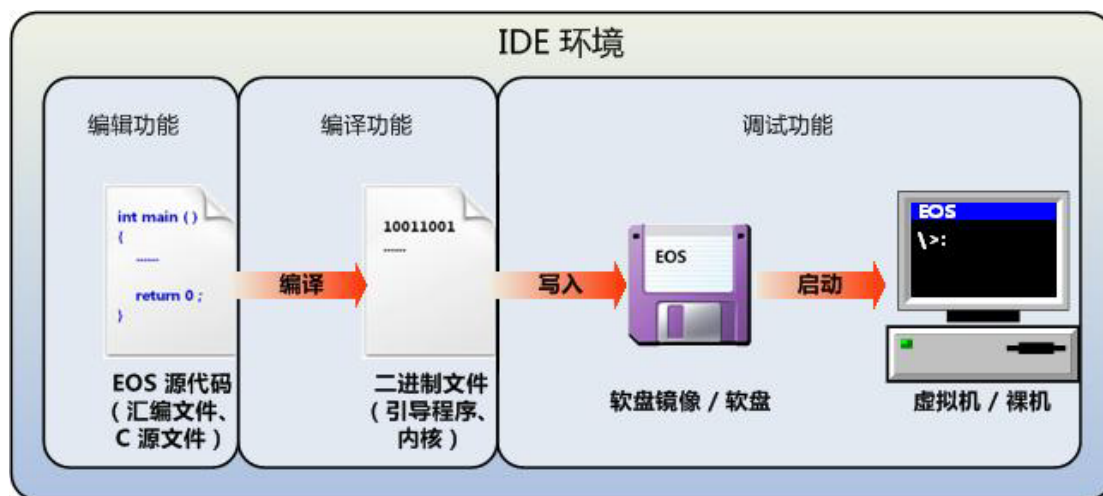 IDE 环境
编辑功能
编译功能
调试功能
int main ( )
{
......
return 0 ;
}
编译
10011001
......
写入
EOS
启动
EOS
\>:
EOS 源代码
( 汇编文件、
C 源文件 )
二进制文件
( 引导程序、
内核 )
软盘镜像 / 软盘
虚拟机 / 裸机